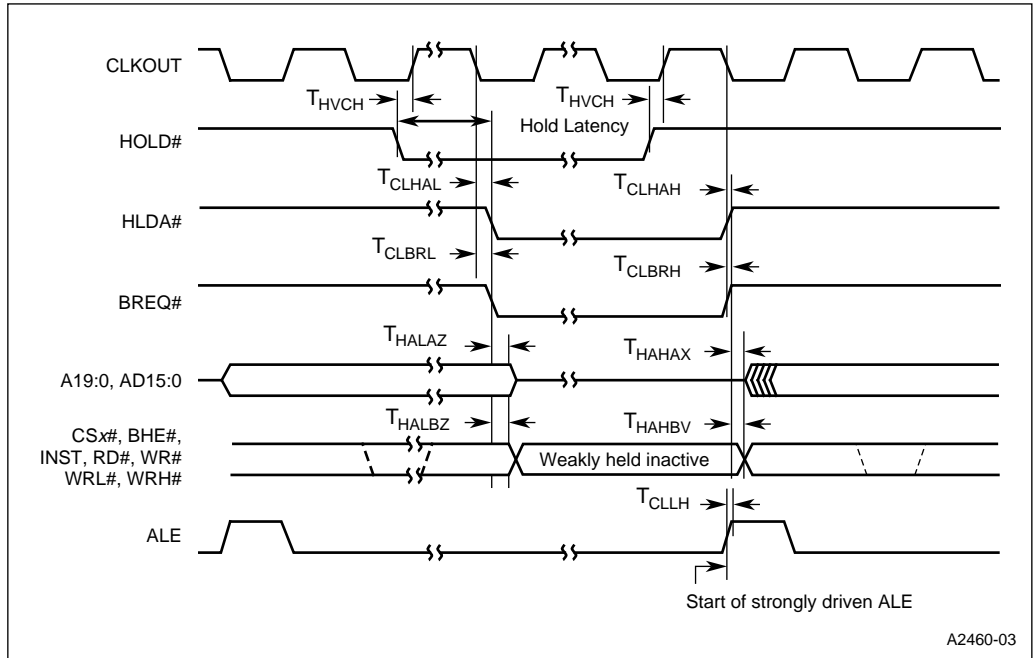 CLKOUT
T_HVCH
T_HVCH
HOLD#
Hold Latency
T_CLHAL
T_CLHAH
HLDA#
T_CLBRL
T_CLBRH
BREQ#
T_HALAZ
T_HAHAX
A19:0, AD15:0
T_HALBZ
T_HAHBV
CSx#, BHE#,
INST, RD#, WR#
WRL#, WRH#
Weakly held inactive
T_CLLH
ALE
Start of strongly driven ALE
A2460-03